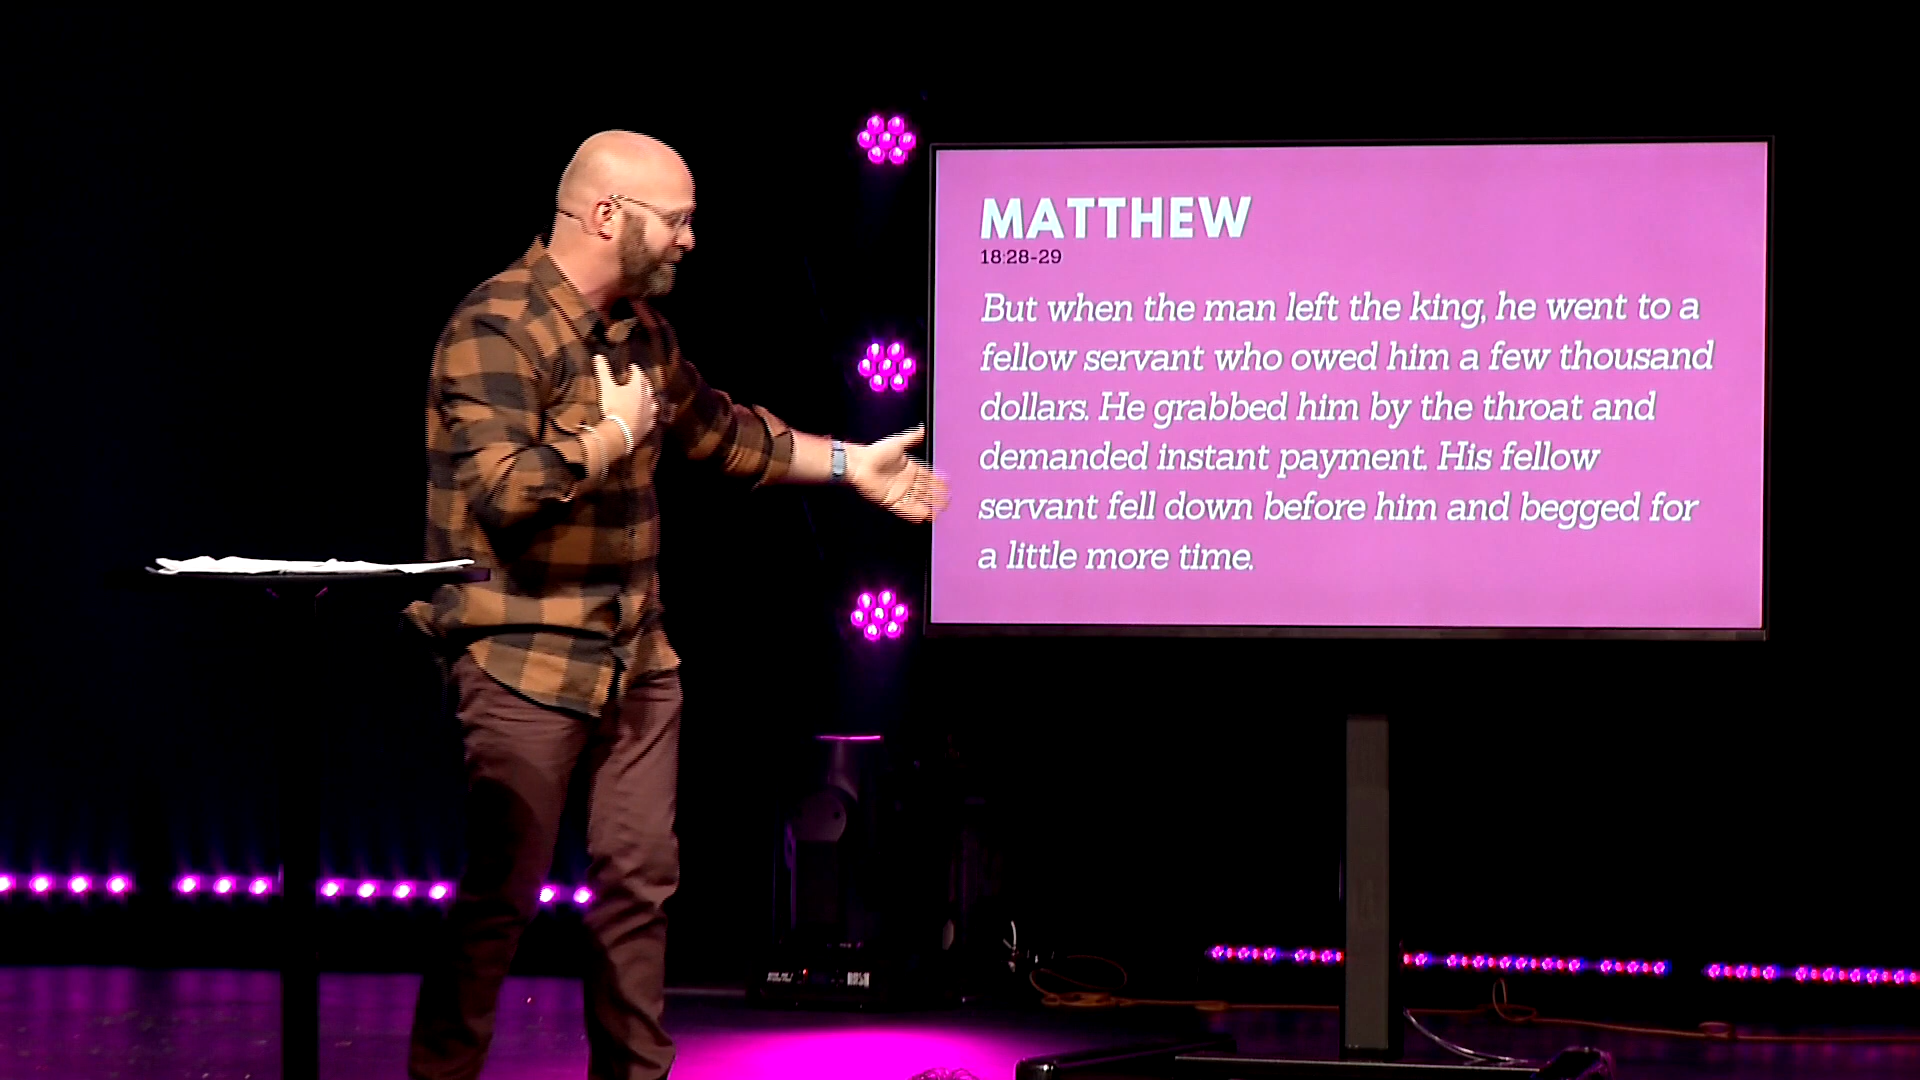 MATTHEW
18:28-29
But when the man left the king, he went to a
fellow servant who owed him a few thousand
dollars. He grabbed him by the throat and
demanded instant payment. His fellow
servant fell down before him and begged for
a little more time.